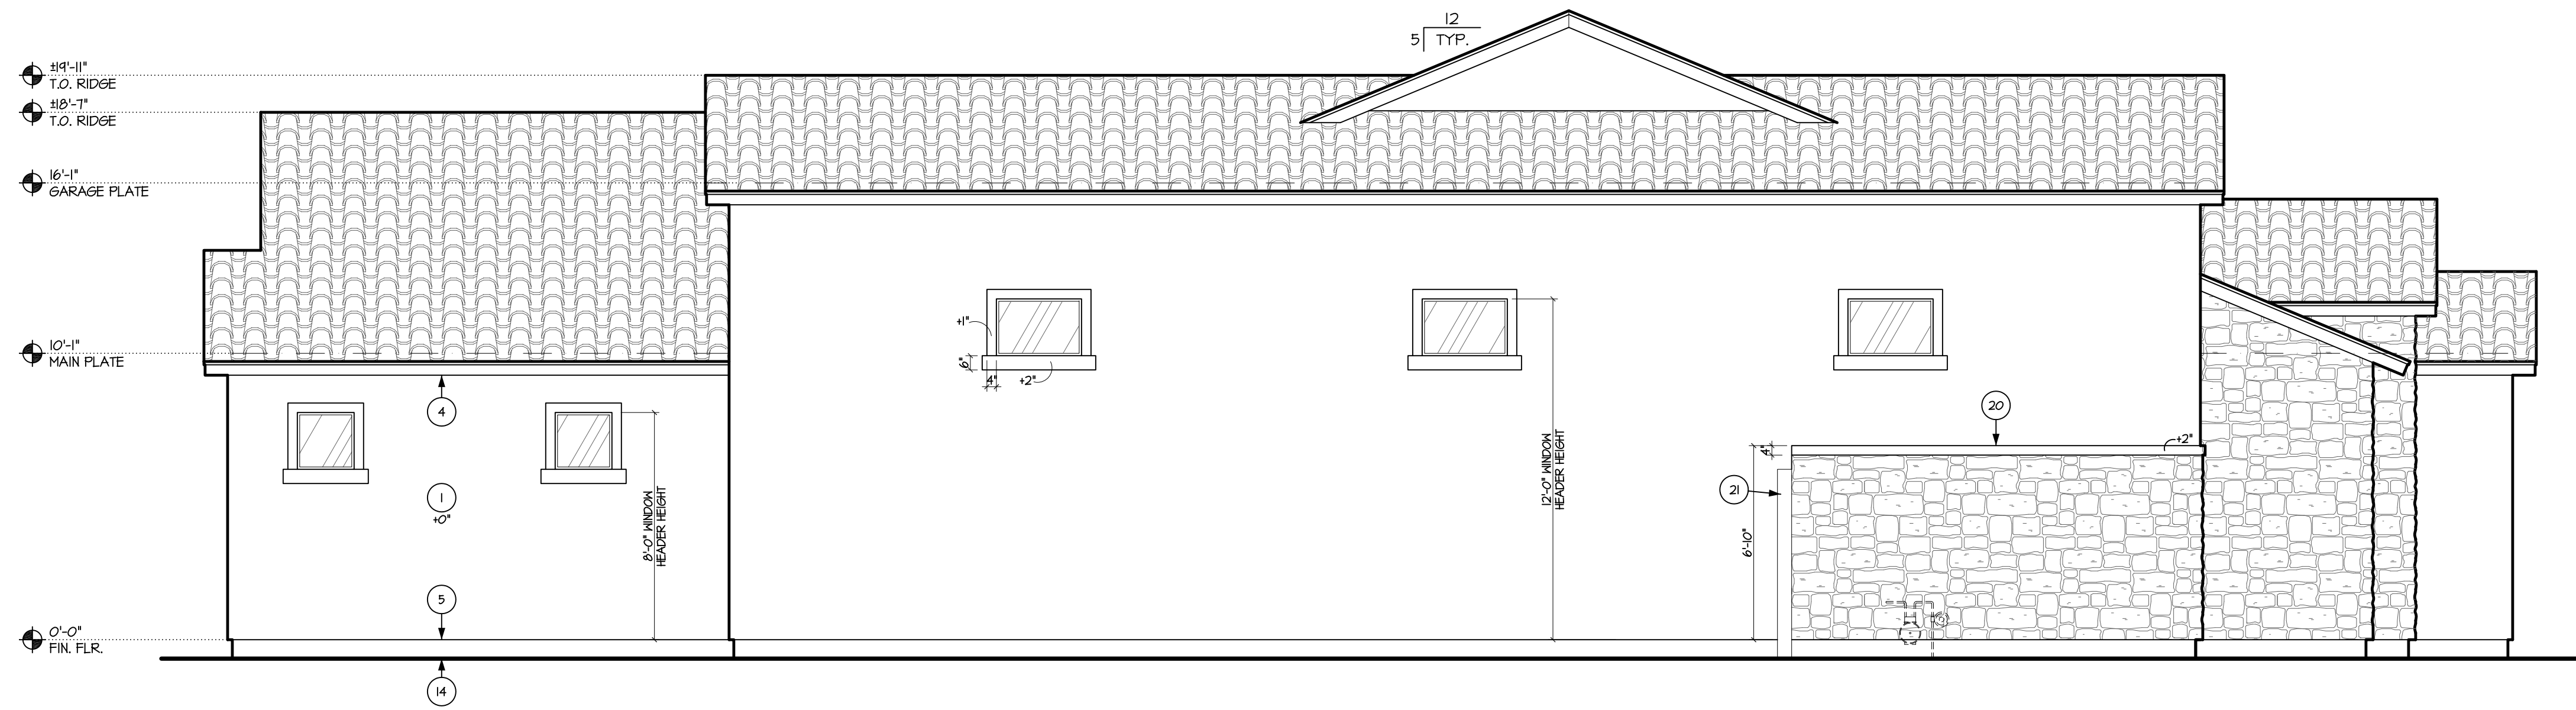 12
5 TYP.
±19'-11"
T.O. RIDGE
±18'-7"
T.O. RIDGE
16'-1"
GARAGE PLATE
10'-1"
MAIN PLATE
0'-0"
FIN. FLR.
4
1
+0"
5
14
8'-0" WINDOW
HEADER HEIGHT
+1"
6"
4"
+2"
12'-0" WINDOW
HEADER HEIGHT
20
+2"
4"
21
6'-10"